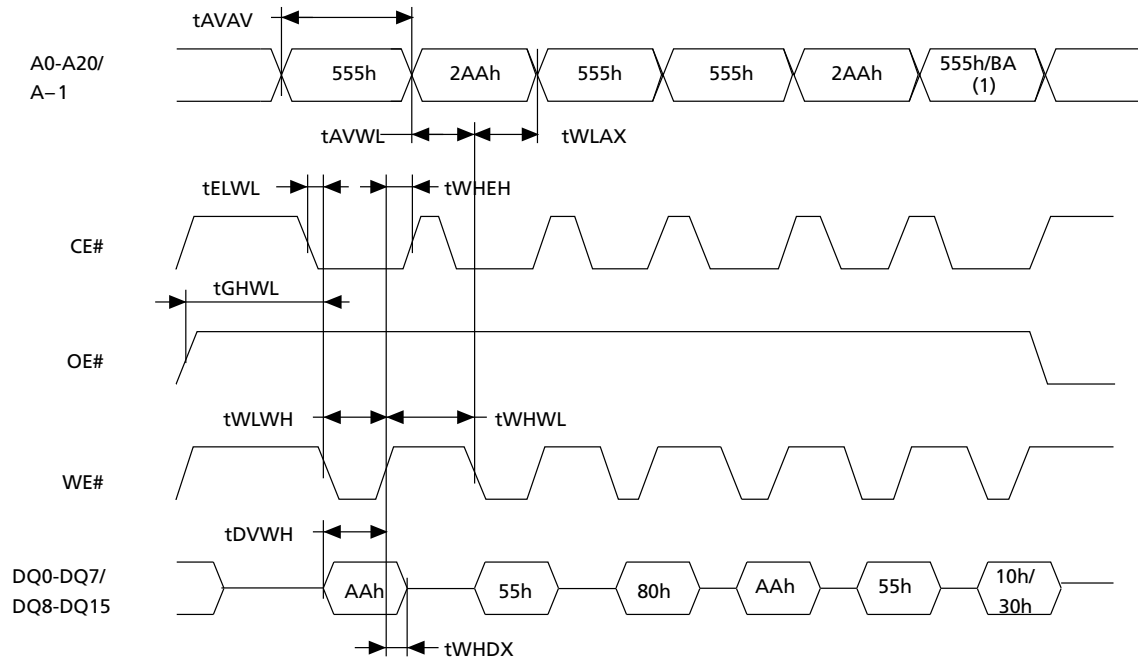 tAVAV
A0-A20/
A–1
555h
2AAh
555h
555h
2AAh
555h/BA
(1)
tAVWL
tWLAX
tELWL
tWHEH
CE#
tGHWL
OE#
tWLWH
tWHWL
WE#
tDVWH
DQ0-DQ7/
DQ8-DQ15
AAh
55h
80h
AAh
55h
10h/
30h
tWHDX